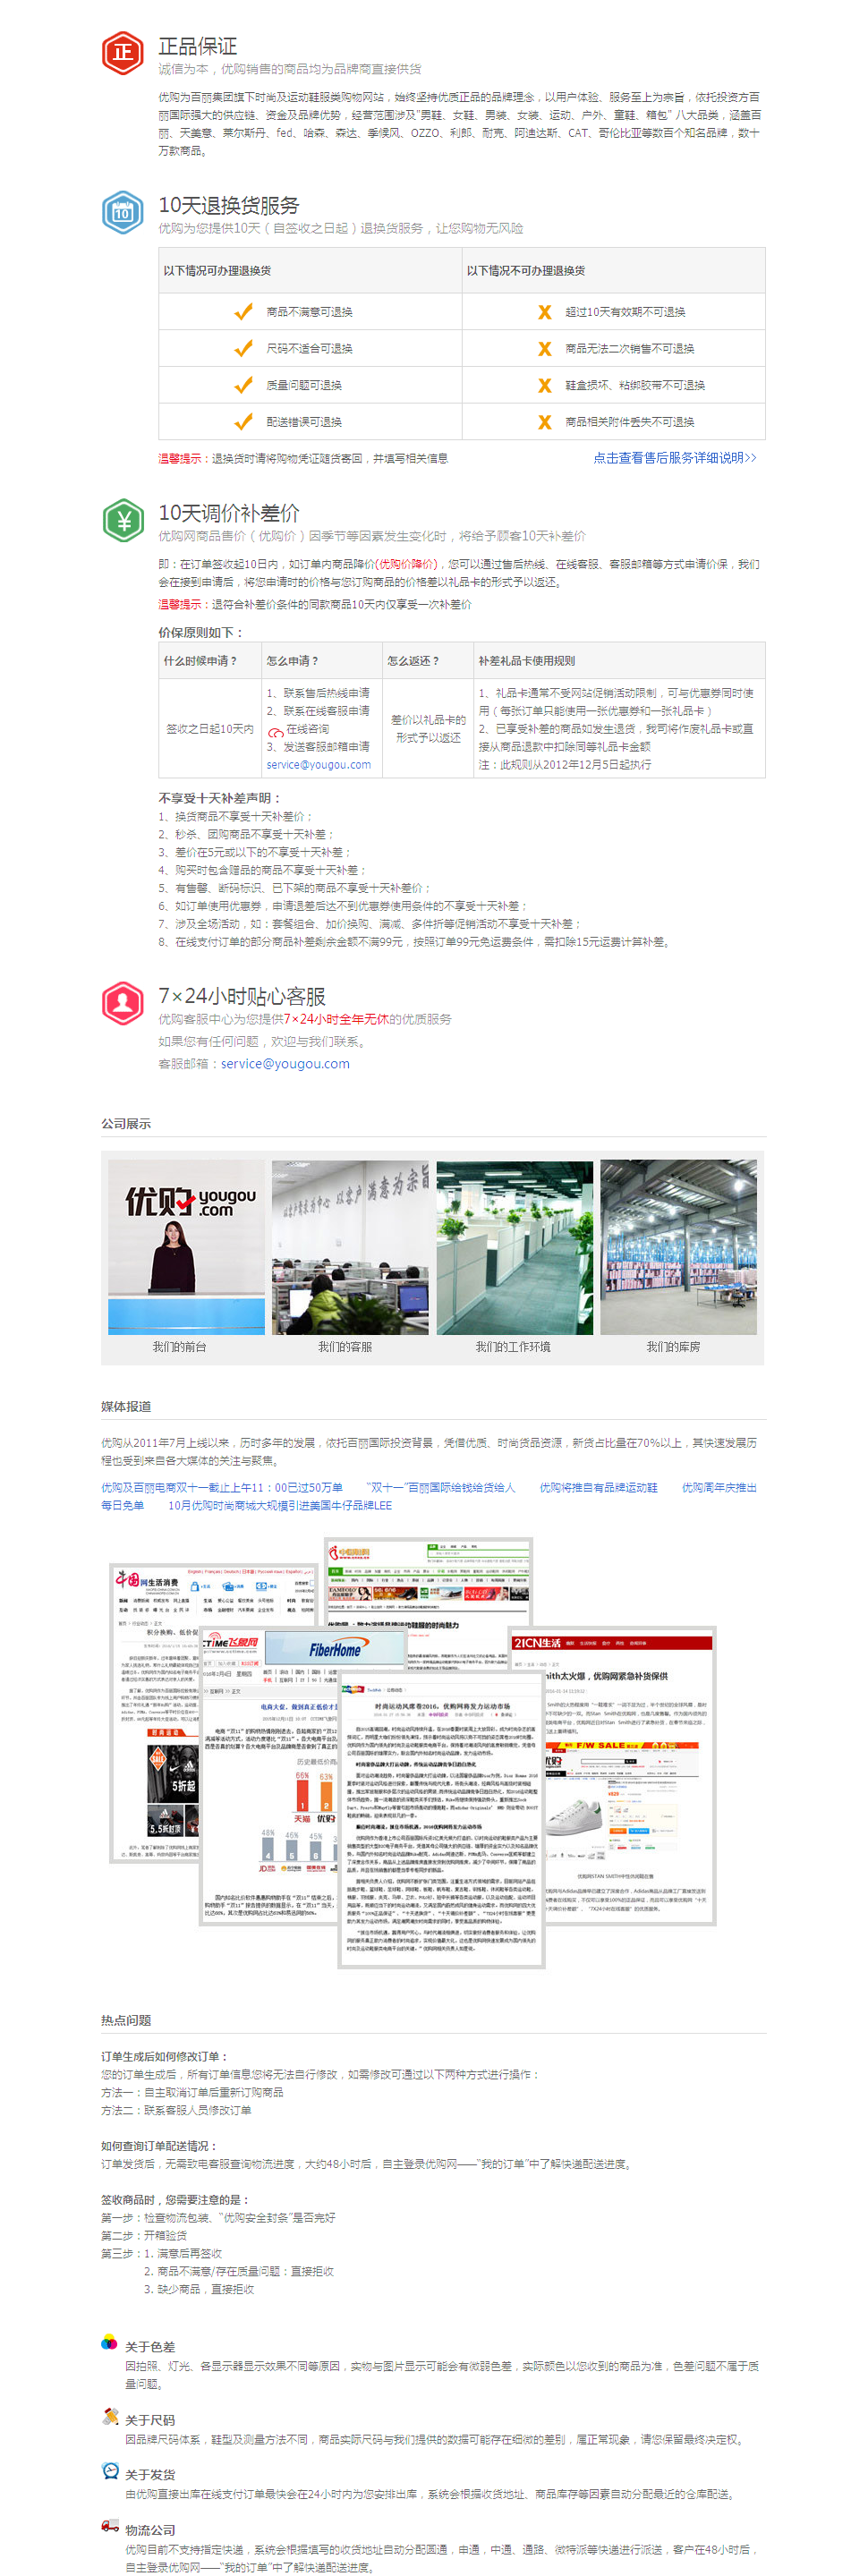 正
正品保证
诚信为本，优购销售的商品均为品牌商直接供货
优购为百丽集团旗下时尚及运动鞋服类购物网站，始终坚持优质正品的品牌理念，以用户体验、服务至上为宗旨，依托投资方百
丽国际强大的供应链、资金及品牌优势，经营范围涉及"男鞋、女鞋、男装、女装、运动、户外、童鞋、箱包" 八大品类，涵盖百
丽、天美意、莱尔斯丹、fed、哈森、森达、季候风、OZZO、利郎、耐克、阿迪达斯、CAT、哥伦比亚等数百个知名品牌，数十
万款商品。
10
10天退换货服务
优购为您提供10天（自签收之日起）退换货服务，让您购物无风险
以下情况可办理退换货 以下情况不可办理退换货
商品不满意可退换 超过10天有效期不可退换
尺码不适合可退换 商品无法二次销售不可退换
质量问题可退换 鞋盒损坏、粘绑胶带不可退换
配送错误可退换 商品相关附件丢失不可退换
温馨提示：退换货时请将购物凭证随货寄回，并填写相关信息 点击查看售后服务详细说明>>
¥
10天调价补差价
优购网商品售价（优购价）因季节等因素发生变化时，将给予顾客10天补差价
即：在订单签收起10日内，如订单内商品降价(优购价降价)，您可以通过售后热线、在线客服、客服邮箱等方式申请价保，我们
会在接到申请后，将您申请时的价格与您订购商品的价格差以礼品卡的形式予以返还。
温馨提示：退符合补差价条件的同款商品10天内仅享受一次补差价
价保原则如下：
什么时候申请？ 怎么申请？ 怎么返还？ 补差礼品卡使用规则
签收之日起10天内
1、联系售后热线申请
2、联系在线客服申请
在线咨询
3、发送客服邮箱申请
service@yougou.com
差价以礼品卡的
形式予以返还
1、礼品卡通常不受网站促销活动限制，可与优惠券同时使
用（每张订单只能使用一张优惠券和一张礼品卡）
2、已享受补差的商品如发生退货，我司将作废礼品卡或直
接从商品退款中扣除同等礼品卡金额
注：此规则从2012年12月5日起执行
不享受十天补差声明：
1、换货商品不享受十天补差价；
2、秒杀、团购商品不享受十天补差；
3、差价在5元或以下的不享受十天补差；
4、购买时包含赠品的商品不享受十天补差；
5、有售馨、断码标识、已下架的商品不享受十天补差价；
6、如订单使用优惠券，申请退差后达不到优惠券使用条件的不享受十天补差；
7、涉及全场活动，如：套餐组合、加价换购、满减、多件折等促销活动不享受十天补差；
8、在线支付订单的部分商品补差剩余金额不满99元，按照订单99元免运费条件，需扣除15元运费计算补差。
7×24小时贴心客服
优购客服中心为您提供7×24小时全年无休的优质服务
如果您有任何问题，欢迎与我们联系。
客服邮箱：service@yougou.com
公司展示
优购 yougou
.com
我们的前台 我们的客服 我们的工作环境 我们的库房
媒体报道
优购从2011年7月上线以来，历时多年的发展，依托百丽国际投资背景，凭借优质、时尚货品资源，新货占比量在70%以上，其快速发展历
程也受到来自各大媒体的关注与聚焦。
优购及百丽电商双十一截止上午11：00已过50万单 “双十一”百丽国际给钱给货给人 优购将推自有品牌运动鞋 优购周年庆推出
每日免单 10月优购时尚商城大规模引进美国牛仔品牌LEE
中国网生活消费
FiberHome
21CN生活
mith太火爆，优购网紧急补货保供
时尚运动风席卷2016，优购网将发力运动市场
热点问题
订单生成后如何修改订单：
您的订单生成后，所有订单信息您将无法自行修改，如需修改可通过以下两种方式进行操作：
方法一：自主取消订单后重新订购商品
方法二：联系客服人员修改订单
如何查询订单配送情况：
订单发货后，无需致电客服查询物流进度，大约48小时后，自主登录优购网——“我的订单”中了解快递配送进度。
签收商品时，您需要注意的是：
第一步：检查物流包装、“优购安全封条”是否完好
第二步：开箱验货
第三步：1. 满意后再签收
2. 商品不满意/存在质量问题：直接拒收
3. 缺少商品，直接拒收
关于色差
因拍照、灯光、各显示器显示效果不同等原因，实物与图片显示可能会有微弱色差，实际颜色以您收到的商品为准，色差问题不属于质
量问题。
关于尺码
因品牌尺码体系，鞋型及测量方法不同，商品实际尺码与我们提供的数据可能存在细微的差别，属正常现象，请您保留最终决定权。
关于发货
由优购直接出库在线支付订单最快会在24小时内为您安排出库，系统会根据收货地址、商品库存等因素自动分配最近的仓库配送。
物流公司
优购目前不支持指定快递，系统会根据填写的收货地址自动分配圆通，申通，中通、通路、微特派等快递进行派送，客户在48小时后，
自主登录优购网——“我的订单”中了解快递配送进度。